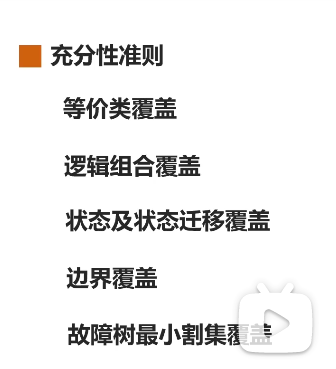 充分性准则
等价类覆盖
逻辑组合覆盖
状态及状态迁移覆盖
边界覆盖
故障树最小割集覆盖